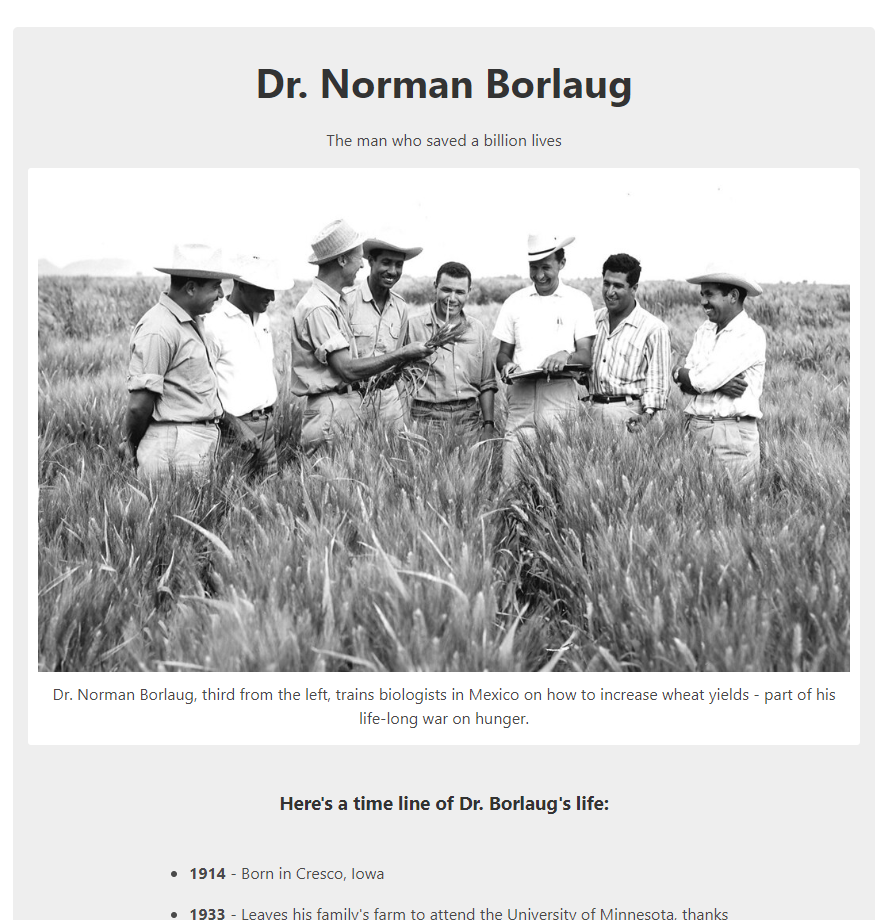 Dr. Norman Borlaug
The man who saved a billion lives
Dr. Norman Borlaug, third from the left, trains biologists in Mexico on how to increase wheat yields - part of his
life-long war on hunger.
Here's a time line of Dr. Borlaug's life:
• 1914 - Born in Cresco, Iowa
• 1933 - Leaves his family's farm to attend the University of Minnesota, thanks